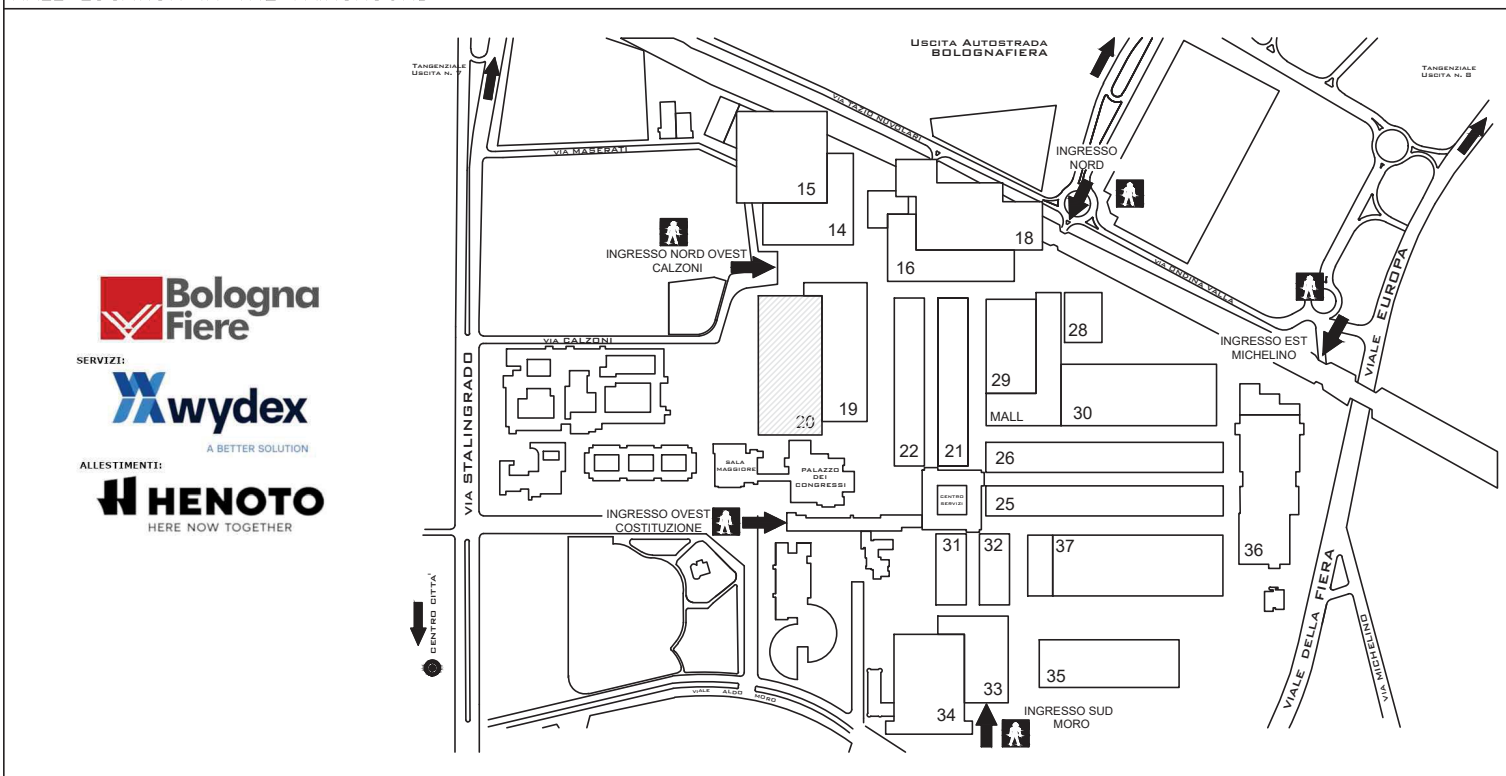 Bologna
Fiere
SERVIZI:
wydex
A BETTER SOLUTION
ALLESTIMENTI:
HENOTO
HERE NOW TOGETHER
TANGENZIALE
USCITA N. 7
USCITA AUTOSTRADA
BOLOGNAFIERA
TANGENZIALE
USCITA N. 8
VIA TAZIO NUVOLARI
VIA MASERATI
INGRESSO
NORD
15
14
18
16
INGRESSO NORD OVEST
CALZONI
VIA ONDINA VALLA
VIALE EUROPA
INGRESSO EST
MICHELINO
VIA CALZONI
VIA STALINGRADO
28
29
MALL
30
20
19
22
21
26
SALA
MAGGIORE
PALAZZO
DEI
CONGRESSI
CENTRO
SERVIZI
25
INGRESSO OVEST
COSTITUZIONE
31
32
37
36
CENTRO CITTA'
VIALE DELLA FIERA
VIA MICHELINO
VIALE ALDO MORO
33
34
35
INGRESSO SUD
MORO